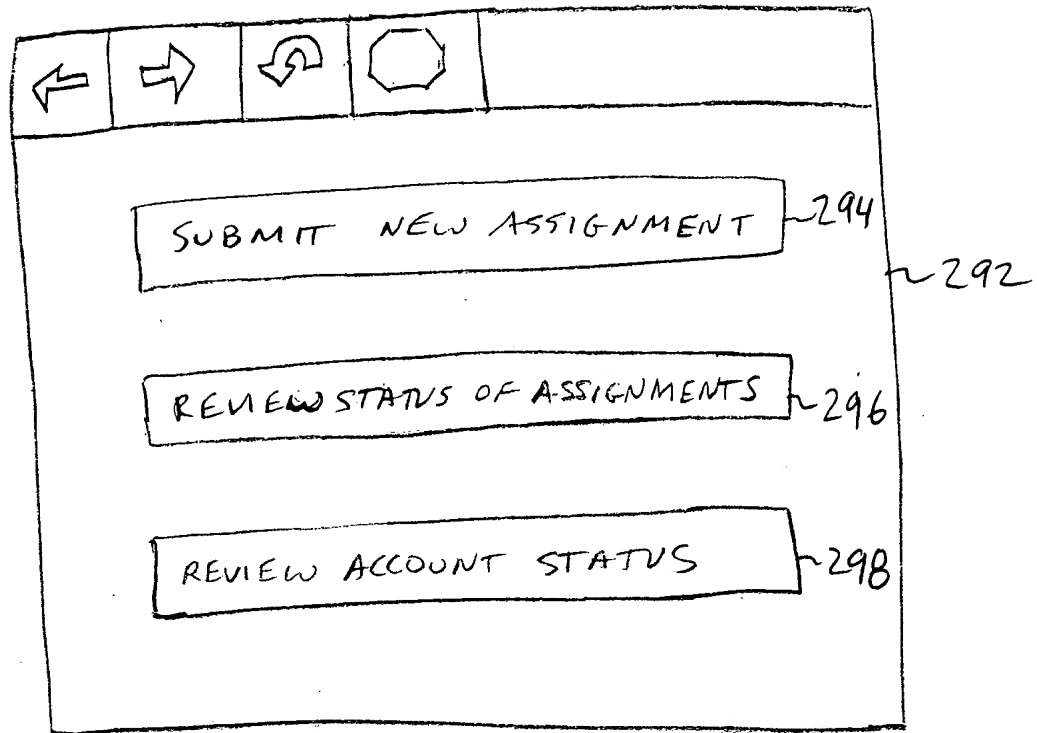 SUBMIT NEW ASSIGNMENT
294
292
REVIEW STATUS OF ASSIGNMENTS
296
REVIEW ACCOUNT STATUS
298